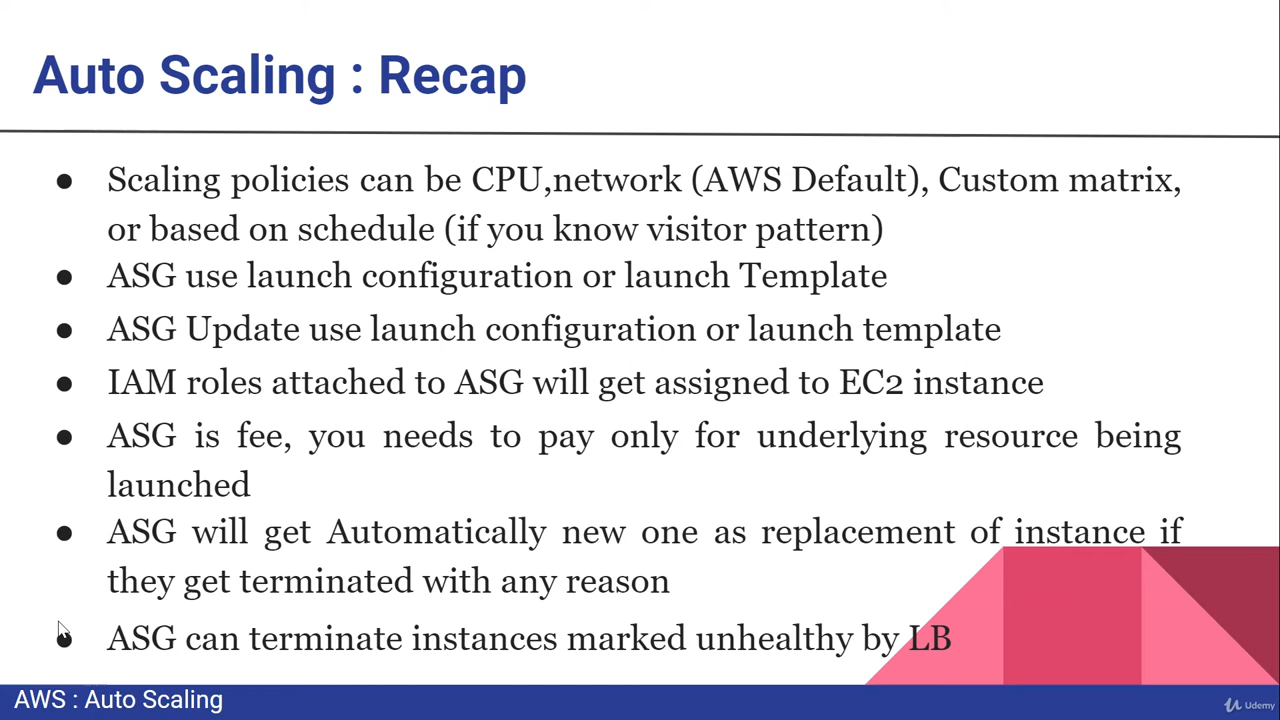 Auto Scaling : Recap
● Scaling policies can be CPU,network (AWS Default), Custom matrix,
or based on schedule (if you know visitor pattern)
● ASG use launch configuration or launch Template
● ASG Update use launch configuration or launch template
● IAM roles attached to ASG will get assigned to EC2 instance
● ASG is fee, you needs to pay only for underlying resource being
launched
● ASG will get Automatically new one as replacement of instance if
they get terminated with any reason
● ASG can terminate instances marked unhealthy by LB
AWS : Auto Scaling
Udemy